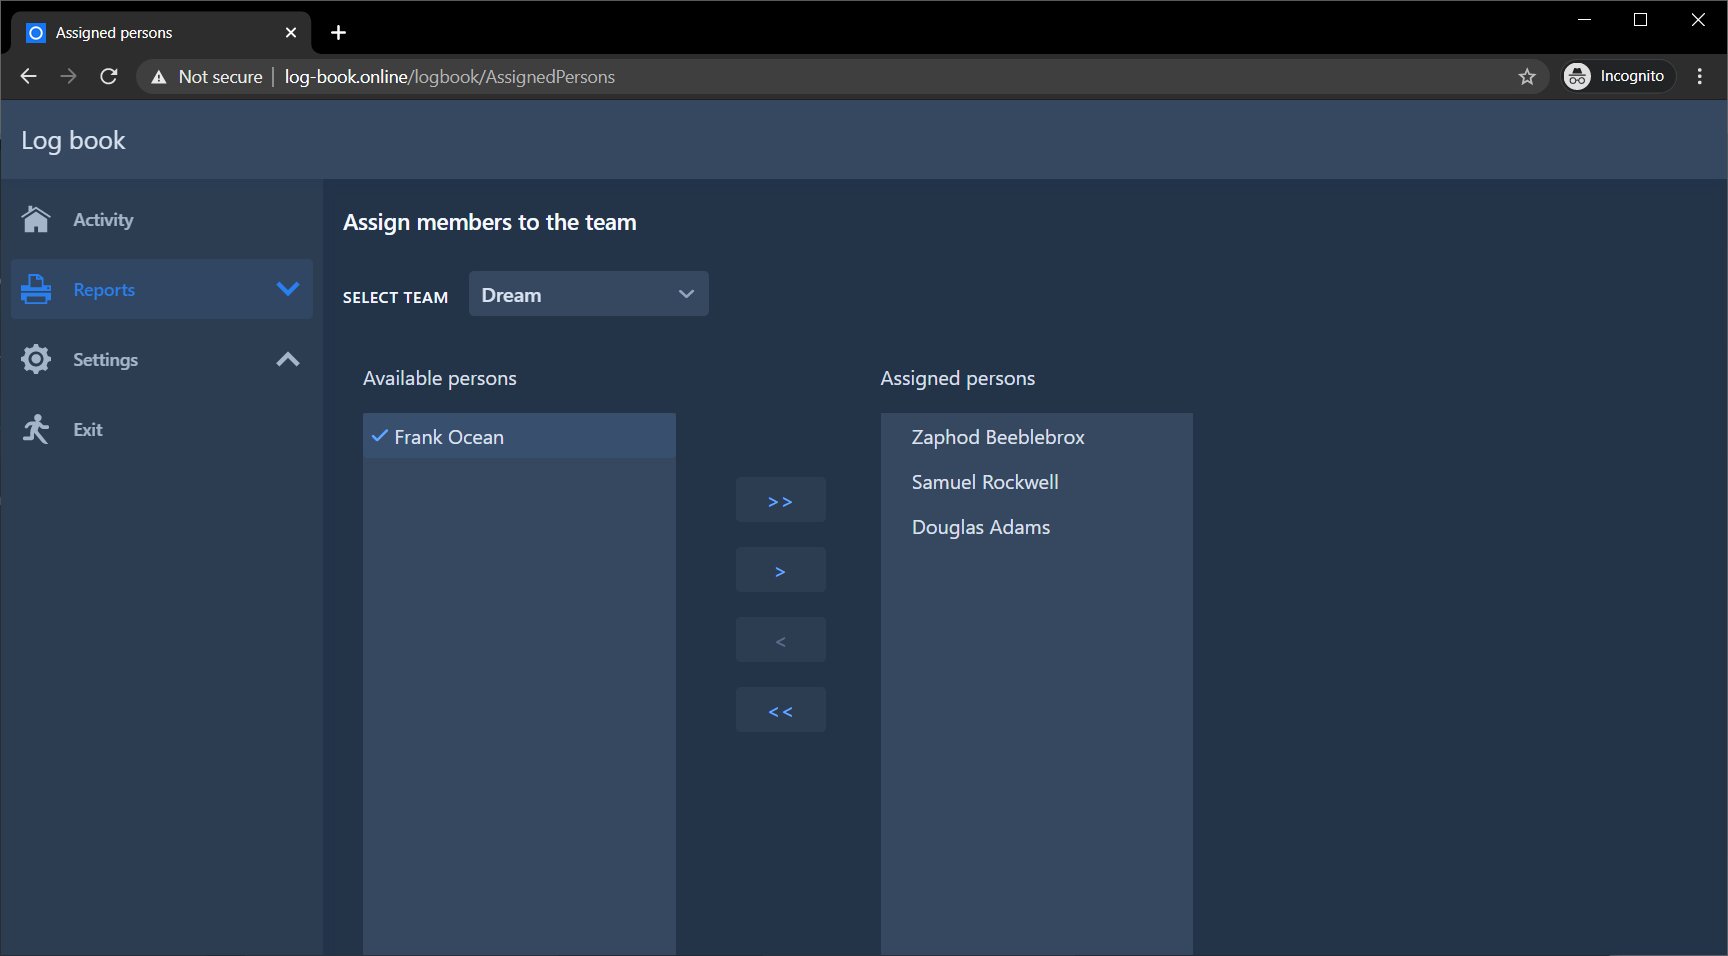 Assigned persons
Not secure | log-book.online/logbook/AssignedPersons
Incognito
Log book
Activity
Reports
Settings
Exit
Assign members to the team
SELECT TEAM
Dream
Available persons
Frank Ocean
>>
>
<
<<
Assigned persons
Zaphod Beeblebrox
Samuel Rockwell
Douglas Adams